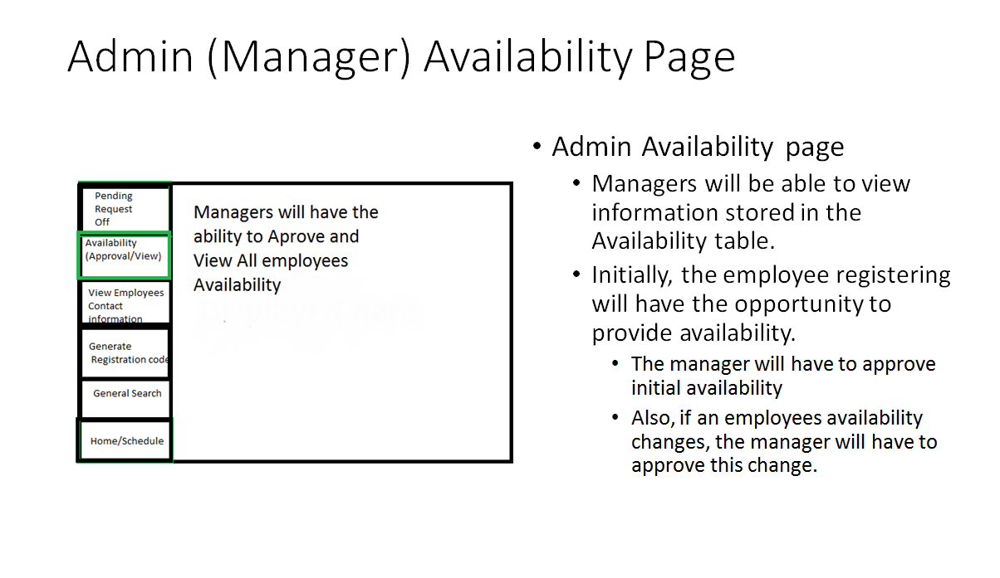 Admin (Manager) Availability Page
Pending
Request
Off
Availability
(Approval/View)
View Employees
Contact
information
Generate
Registration code
General Search
Home/Schedule
Managers will have the
ability to Aprove and
View All employees
Availability
• Admin Availability page
• Managers will be able to view
information stored in the
Availability table.
• Initially, the employee registering
will have the opportunity to
provide availability.
• The manager will have to approve
initial availability
• Also, if an employees availability
changes, the manager will have to
approve this change.